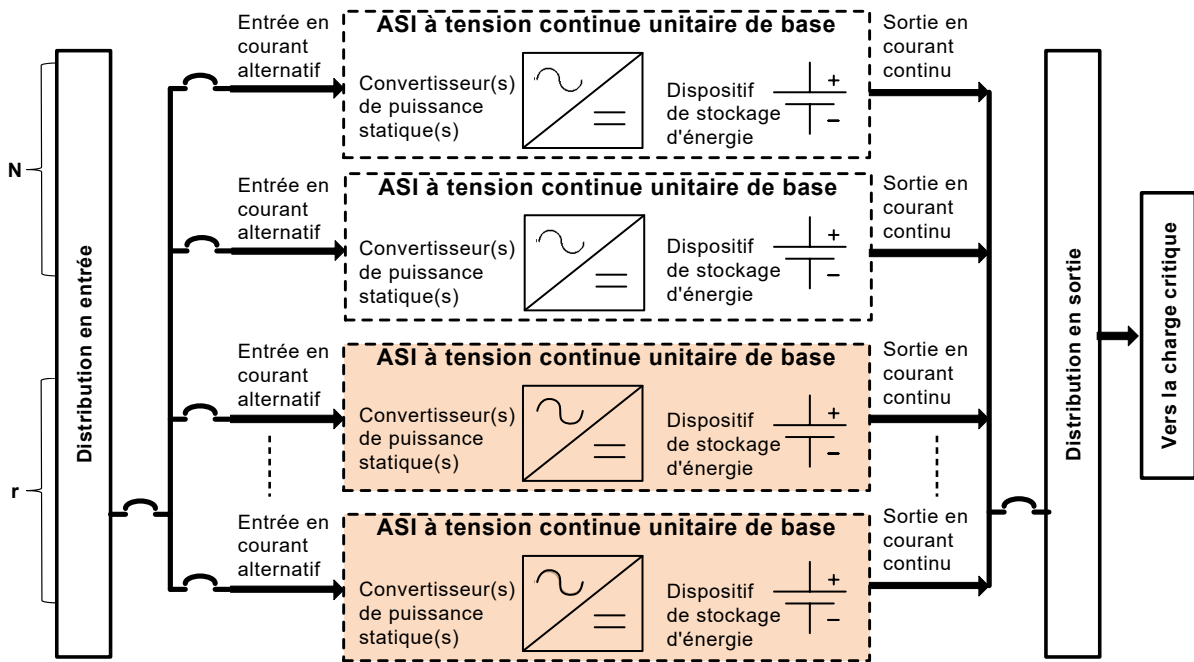 Entrée en
courant
alternatif
ASI à tension continue unitaire de base
Convertisseur(s)
de puissance
statique(s)
Dispositif
de stockage
d'énergie
+
–
Sortie en
courant
continu
N
Entrée en
courant
alternatif
ASI à tension continue unitaire de base
Convertisseur(s)
de puissance
statique(s)
Dispositif
de stockage
d'énergie
+
–
Sortie en
courant
continu
Distribution en entrée
Distribution en sortie
Vers la charge critique
Entrée en
courant
alternatif
ASI à tension continue unitaire de base
Convertisseur(s)
de puissance
statique(s)
Dispositif
de stockage
d'énergie
+
–
Sortie en
courant
continu
r
Entrée en
courant
alternatif
ASI à tension continue unitaire de base
Convertisseur(s)
de puissance
statique(s)
Dispositif
de stockage
d'énergie
+
–
Sortie en
courant
continu